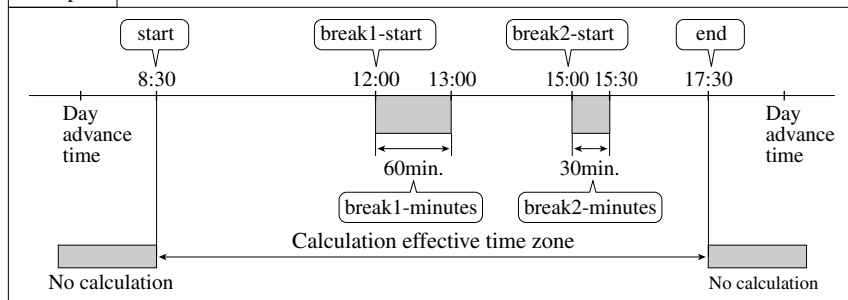 start break1-start break2-start end
8:30 12:00 13:00 15:00 15:30 17:30
Day
advance
time
Day
advance
time
60min. 30min.
break1-minutes break2-minutes
Calculation effective time zone
No calculation No calculation